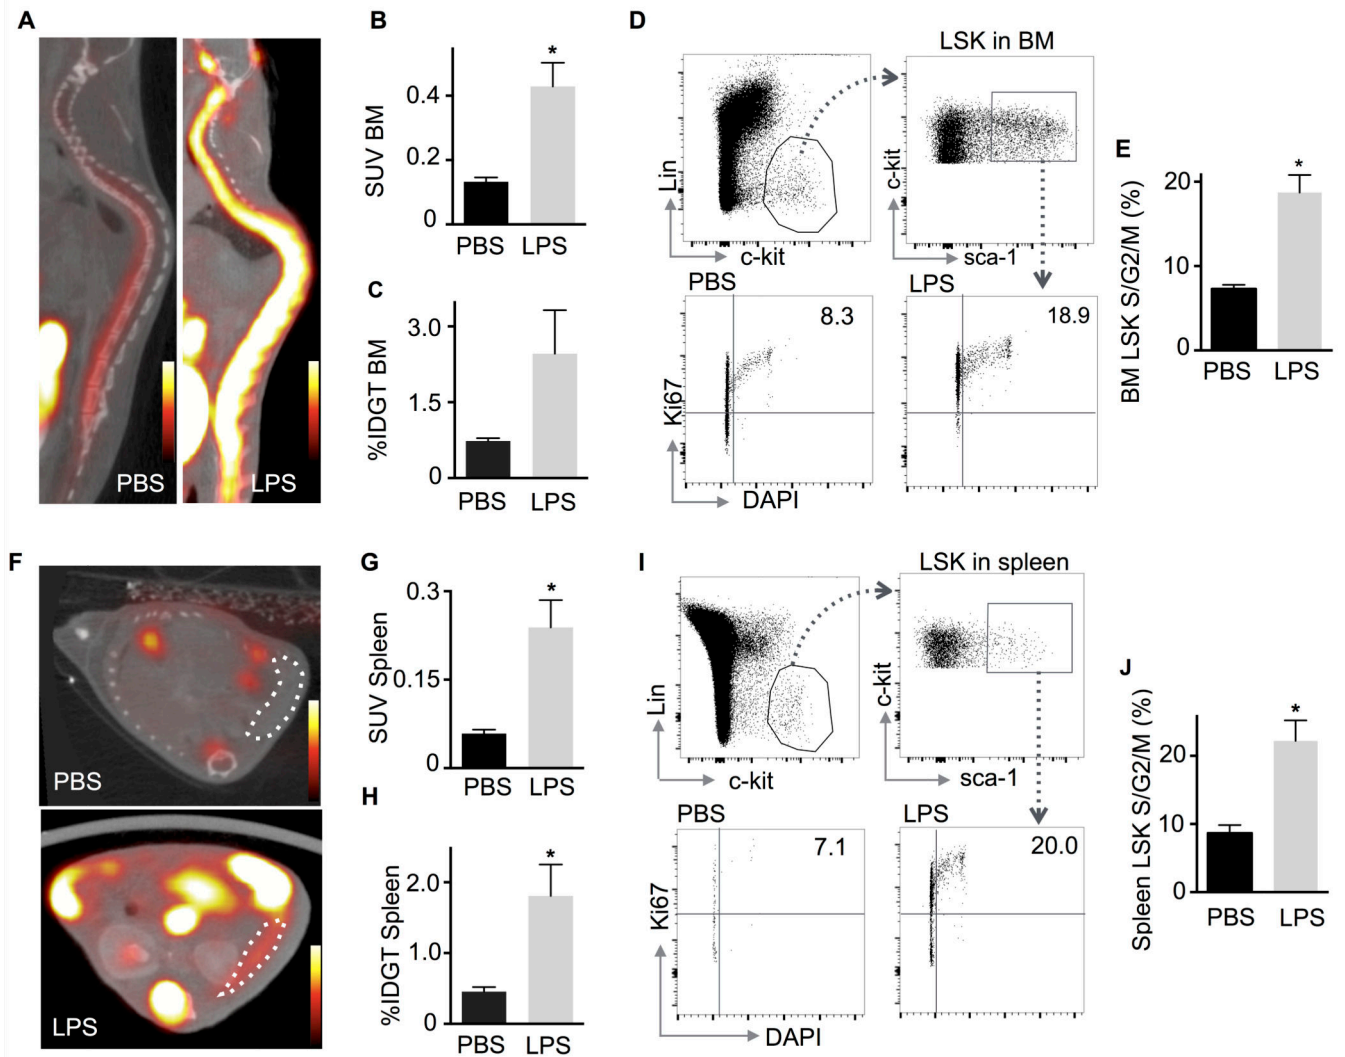 A
PBS
LPS
B
SUV BM
0.4
0.2
0
*
PBS LPS
C
%IDGT BM
3.0
1.5
0
PBS LPS
D
LSK in BM
Lin
c-kit
c-kit
sca-1
PBS
8.3
LPS
18.9
Ki67
DAPI
E
BM LSK S/G2/M (%)
20
10
0
*
PBS LPS
F
PBS
LPS
G
SUV Spleen
0.3
0.15
0
*
PBS LPS
H
%IDGT Spleen
2.0
1.0
0
*
PBS LPS
I
LSK in spleen
Lin
c-kit
c-kit
sca-1
PBS
7.1
LPS
20.0
Ki67
DAPI
J
Spleen LSK S/G2/M (%)
20
10
0
*
PBS LPS